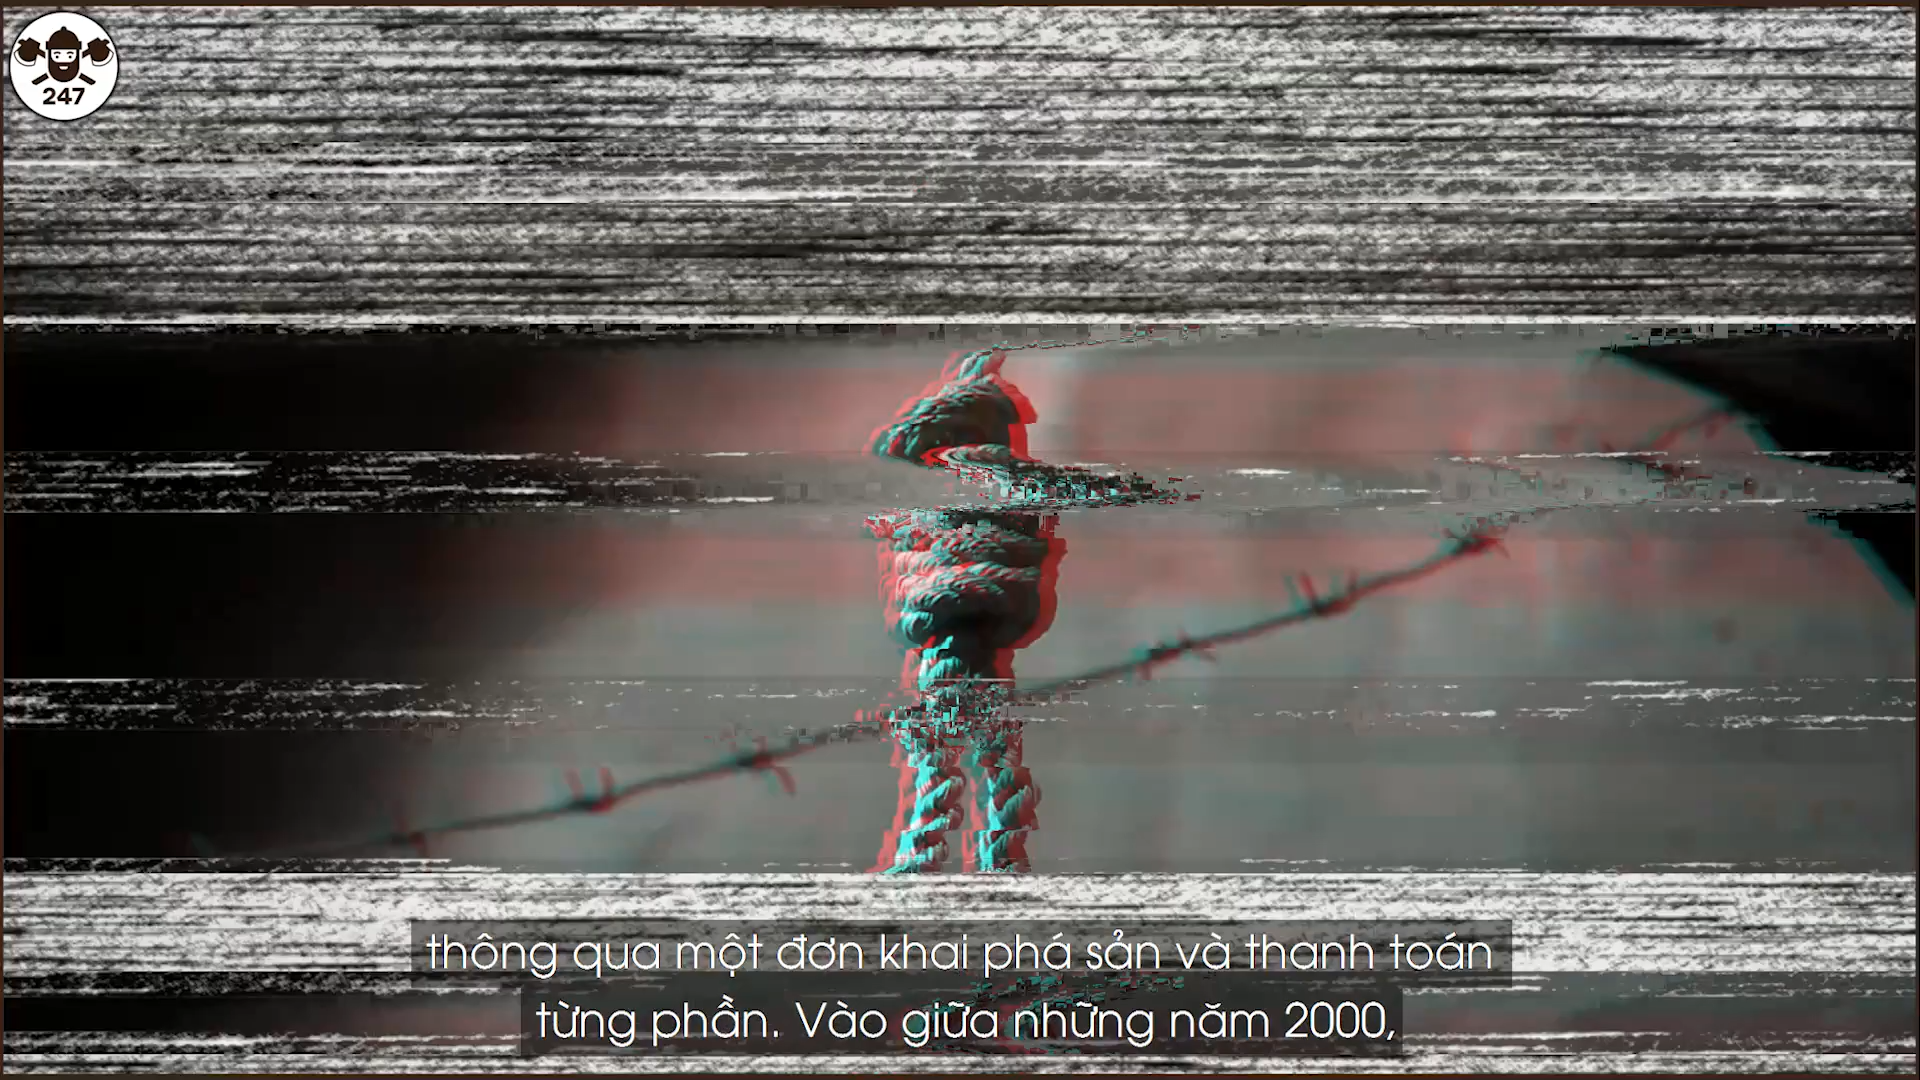 247
thông qua một đơn khai phá sản và thanh toán
từng phần. Vào giữa những năm 2000,